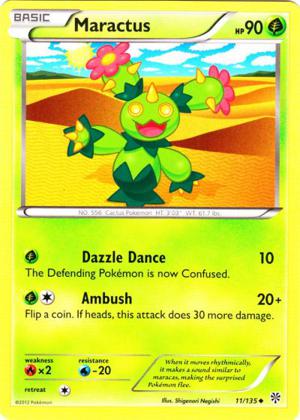 BASIC
Maractus
HP 90
NO. 556 Cactus Pokémon HT. 3'03" WT. 61.7 lbs.
Dazzle Dance 10
The Defending Pokémon is now Confused.
Ambush 20+
Flip a coin. If heads, this attack does 30 more damage.
weakness resistance
×2 -20
When it moves rhythmically,
it makes a sound similar to
maracas, making the surprised
Pokémon flee.
retreat
©2012 Pokémon
Illus. Shigenori Negishi
11/135